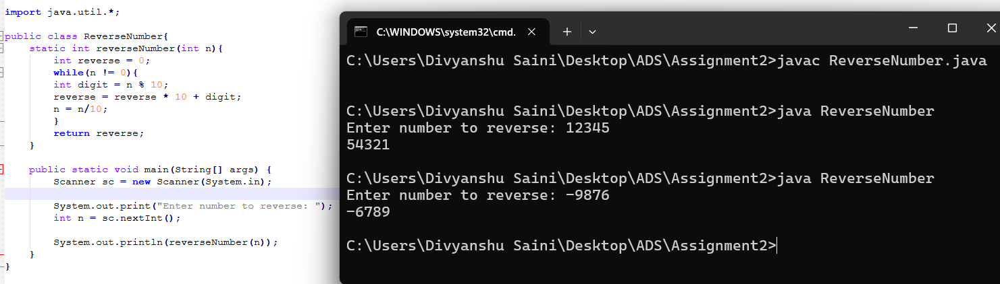 import java.util.*;
public class ReverseNumber{
static int reverseNumber(int n){
int reverse = 0;
while(n != 0){
int digit = n % 10;
reverse = reverse * 10 + digit;
n = n/10;
}
return reverse;
}
public static void main(String[] args) {
Scanner sc = new Scanner(System.in);
System.out.print("Enter number to reverse: ");
int n = sc.nextInt();
System.out.println(reverseNumber(n));
}
}
C:\WINDOWS\system32\cmd.
C:\Users\Divyanshu Saini\Desktop\ADS\Assignment2>javac ReverseNumber.java
C:\Users\Divyanshu Saini\Desktop\ADS\Assignment2>java ReverseNumber
Enter number to reverse: 12345
54321
C:\Users\Divyanshu Saini\Desktop\ADS\Assignment2>java ReverseNumber
Enter number to reverse: -9876
-6789
C:\Users\Divyanshu Saini\Desktop\ADS\Assignment2>